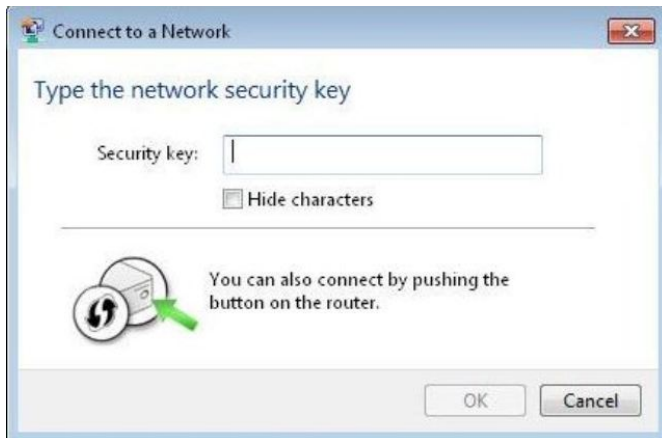 Connect to a Network
Type the network security key
Security key:
Hide characters
You can also connect by pushing the
button on the router.
OK
Cancel